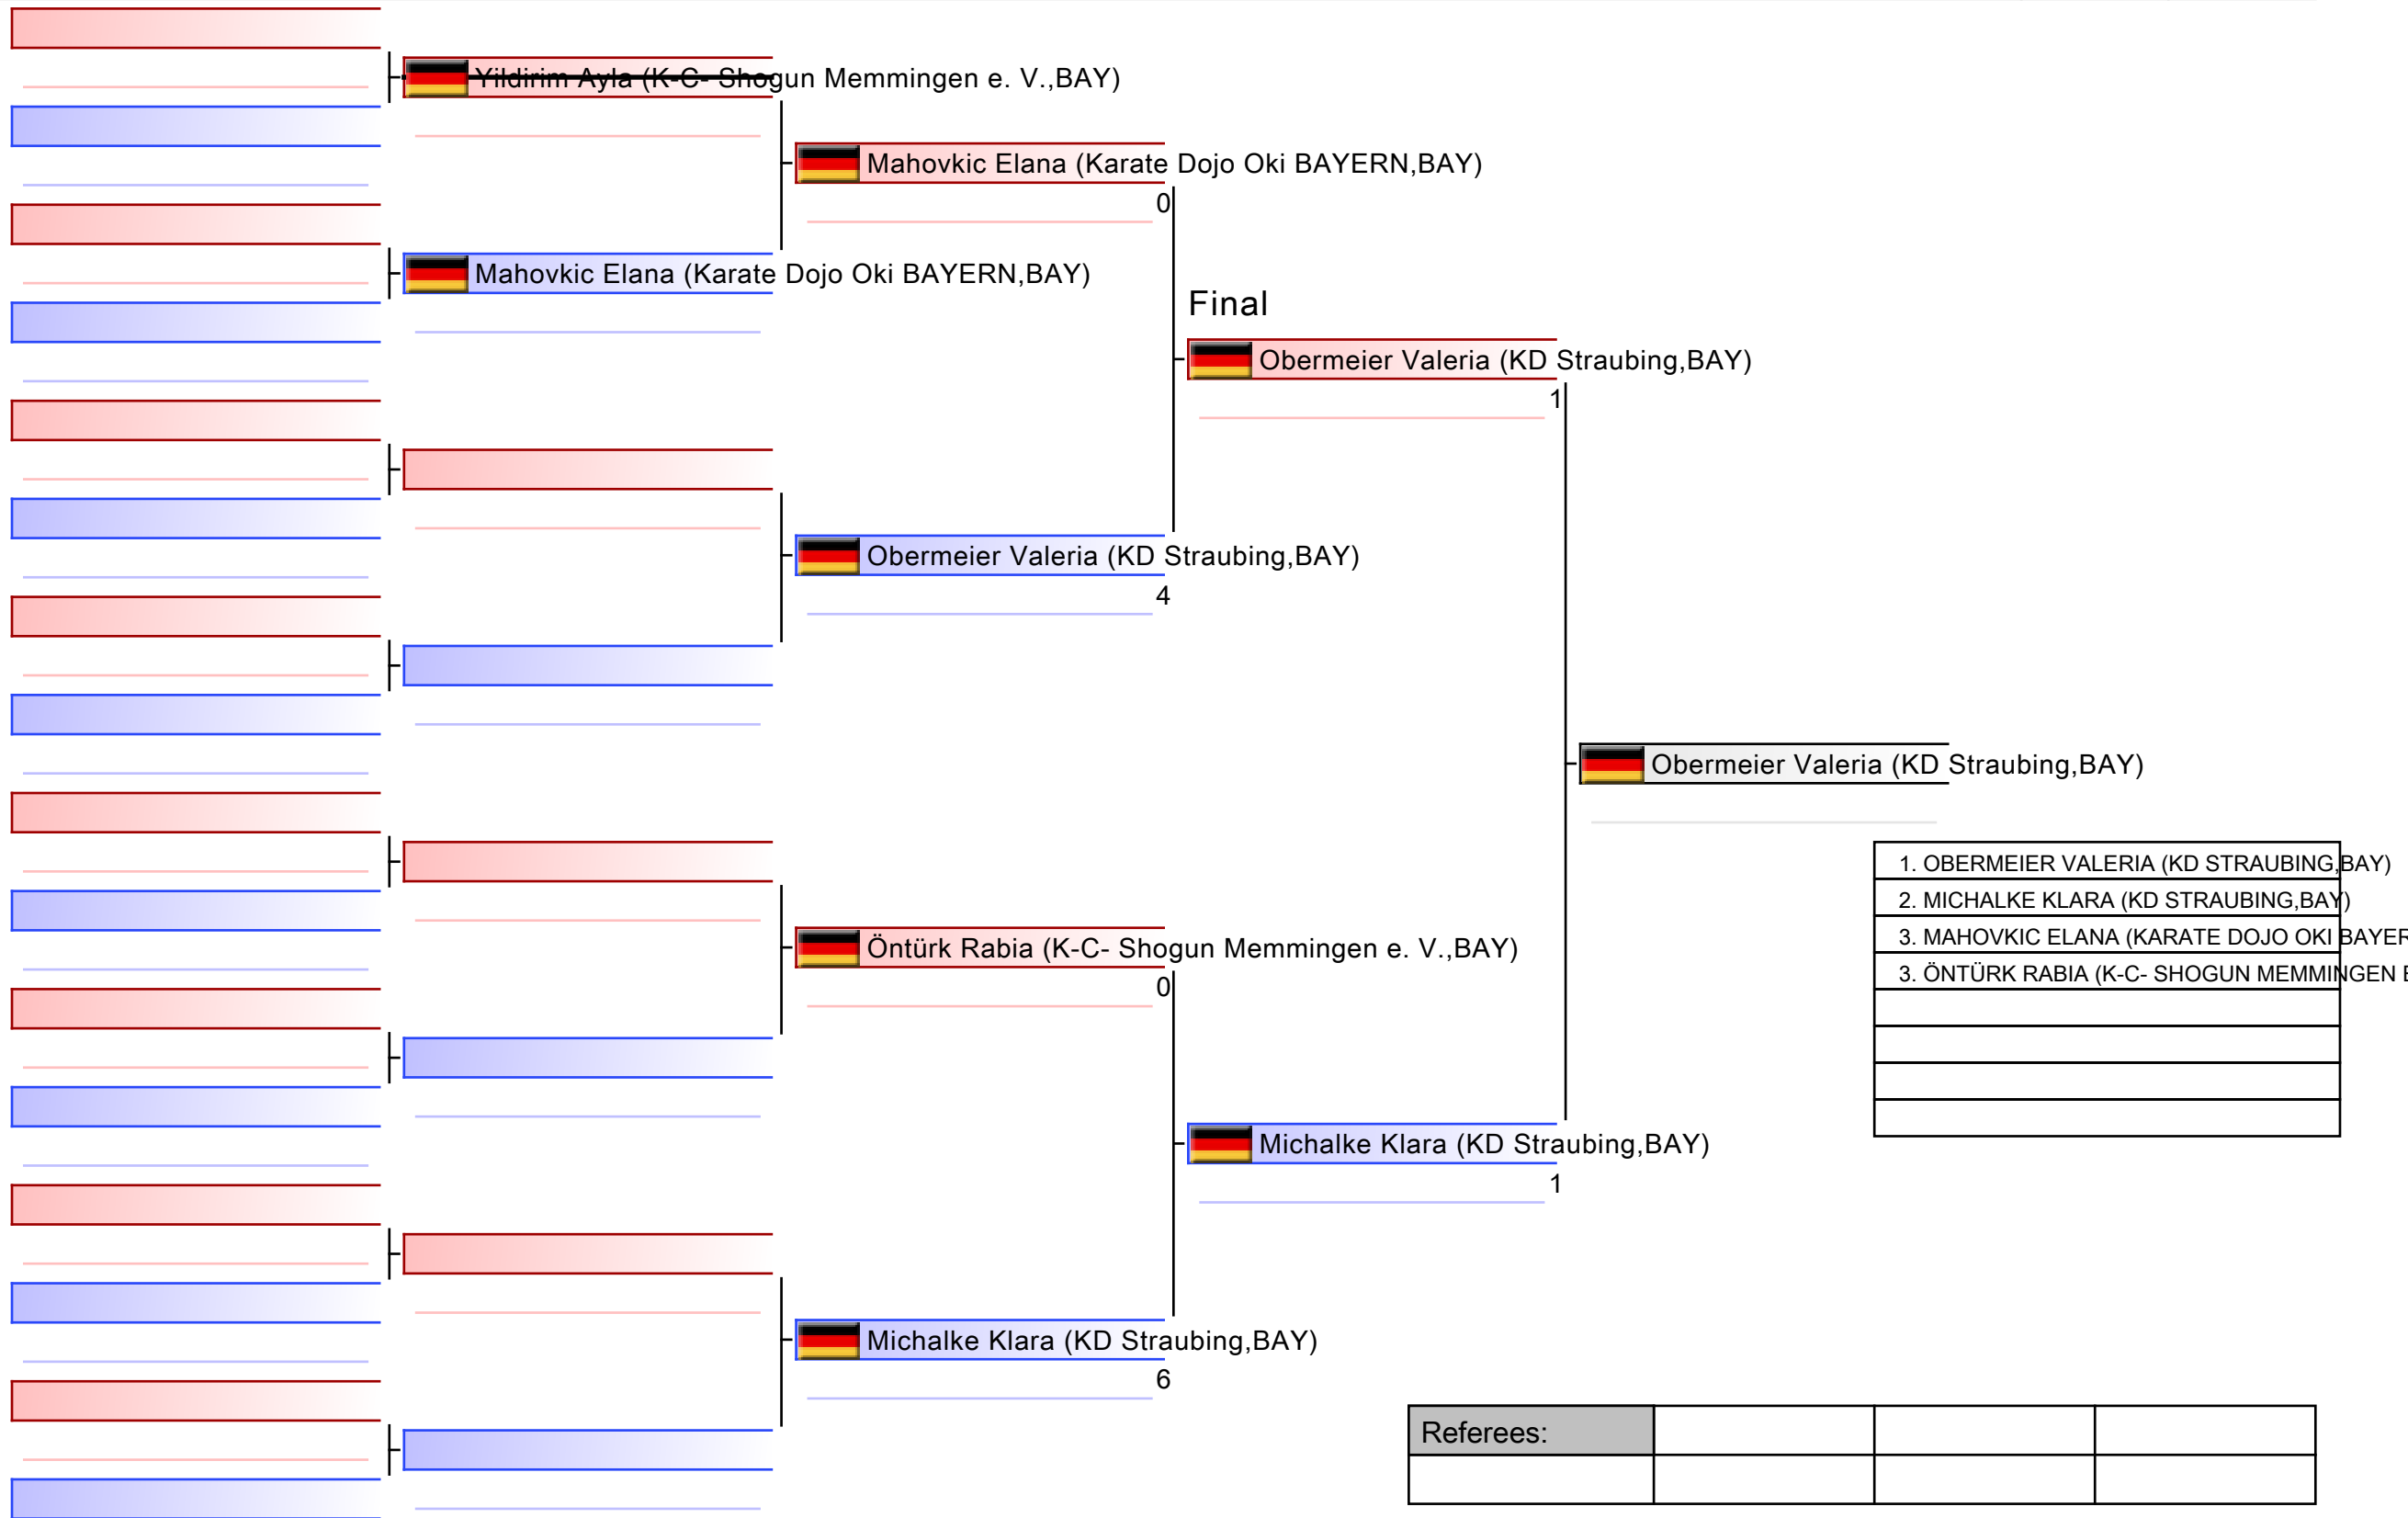 Yildirim Ayla (K-C- Shogun Memmingen e. V.,BAY)
Mahovkic Elana (Karate Dojo Oki BAYERN,BAY)
0
Mahovkic Elana (Karate Dojo Oki BAYERN,BAY)
Final
Obermeier Valeria (KD Straubing,BAY)
1
Obermeier Valeria (KD Straubing,BAY)
4
Obermeier Valeria (KD Straubing,BAY)
1. OBERMEIER VALERIA (KD STRAUBING,BAY)
2. MICHALKE KLARA (KD STRAUBING,BAY)
3. MAHOVKIC ELANA (KARATE DOJO OKI BAYER
3. ÖNTÜRK RABIA (K-C- SHOGUN MEMMINGEN E
Öntürk Rabia (K-C- Shogun Memmingen e. V.,BAY)
0
Michalke Klara (KD Straubing,BAY)
1
Michalke Klara (KD Straubing,BAY)
6
Referees: